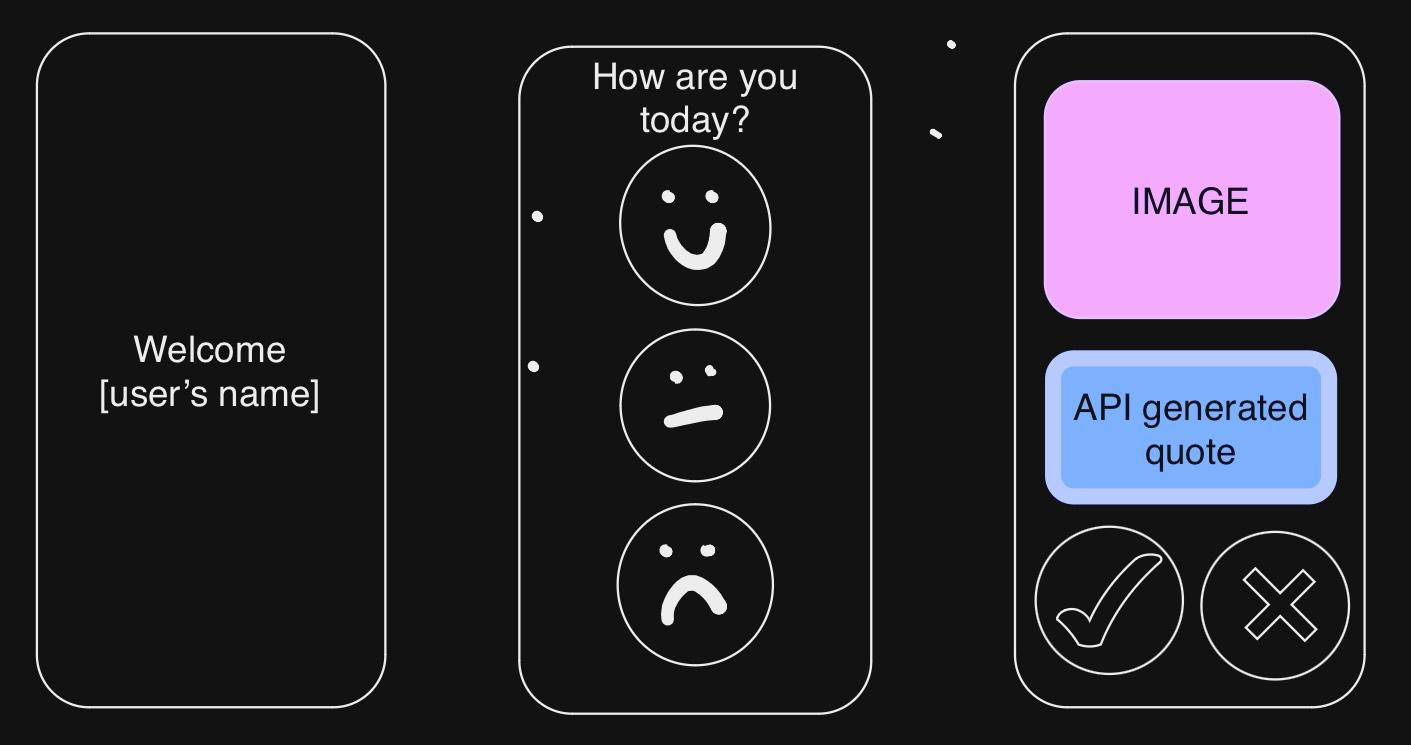 Welcome
[user’s name]
How are you
today?
IMAGE
API generated
quote